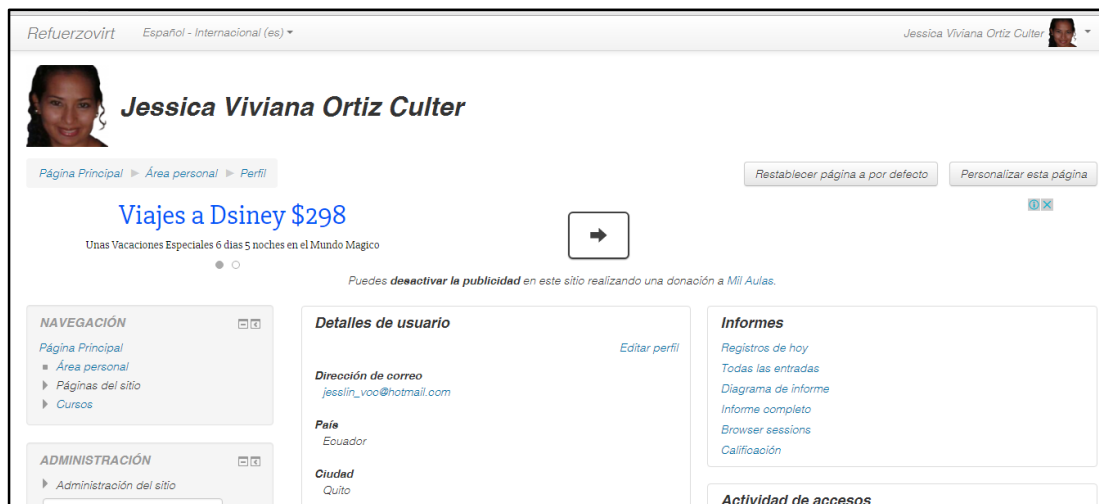 Refuerzovirt Español - Internacional (es) Jessica Viviana Ortiz Culter
Jessica Viviana Ortiz Culter
Página Principal Área personal Perfil
Restablecer página a por defecto Personalizar esta página
Viajes a Dsiney $298
Unas Vacaciones Especiales 6 dias 5 noches en el Mundo Magico
Puedes desactivar la publicidad en este sitio realizando una donación a Mil Aulas.
NAVEGACIÓN
Página Principal
Área personal
Páginas del sitio
Cursos
ADMINISTRACIÓN
Administración del sitio
Detalles de usuario
Editar perfil
Dirección de correo
jesslin_voc@hotmail.com
País
Ecuador
Ciudad
Quito
Informes
Registros de hoy
Todas las entradas
Diagrama de informe
Informe completo
Browser sessions
Calificación
Actividad de accesos